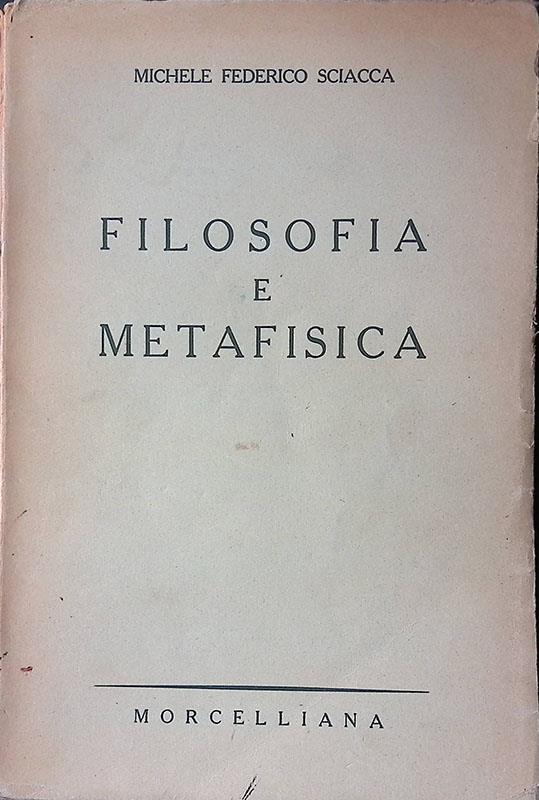 MICHELE FEDERICO SCIACCA
FILOSOFIA
E
METAFISICA
MORCELLIANA